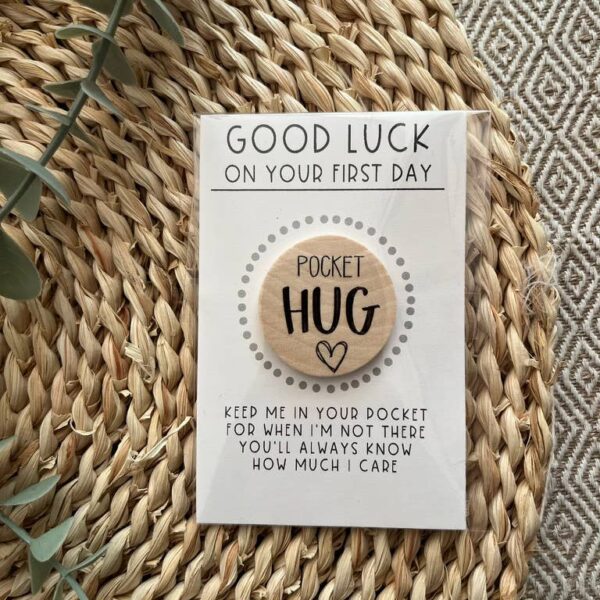 GOOD LUCK
ON YOUR FIRST DAY
POCKET
HUG
KEEP ME IN YOUR POCKET
FOR WHEN I'M NOT THERE
YOU'LL ALWAYS KNOW
HOW MUCH I CARE